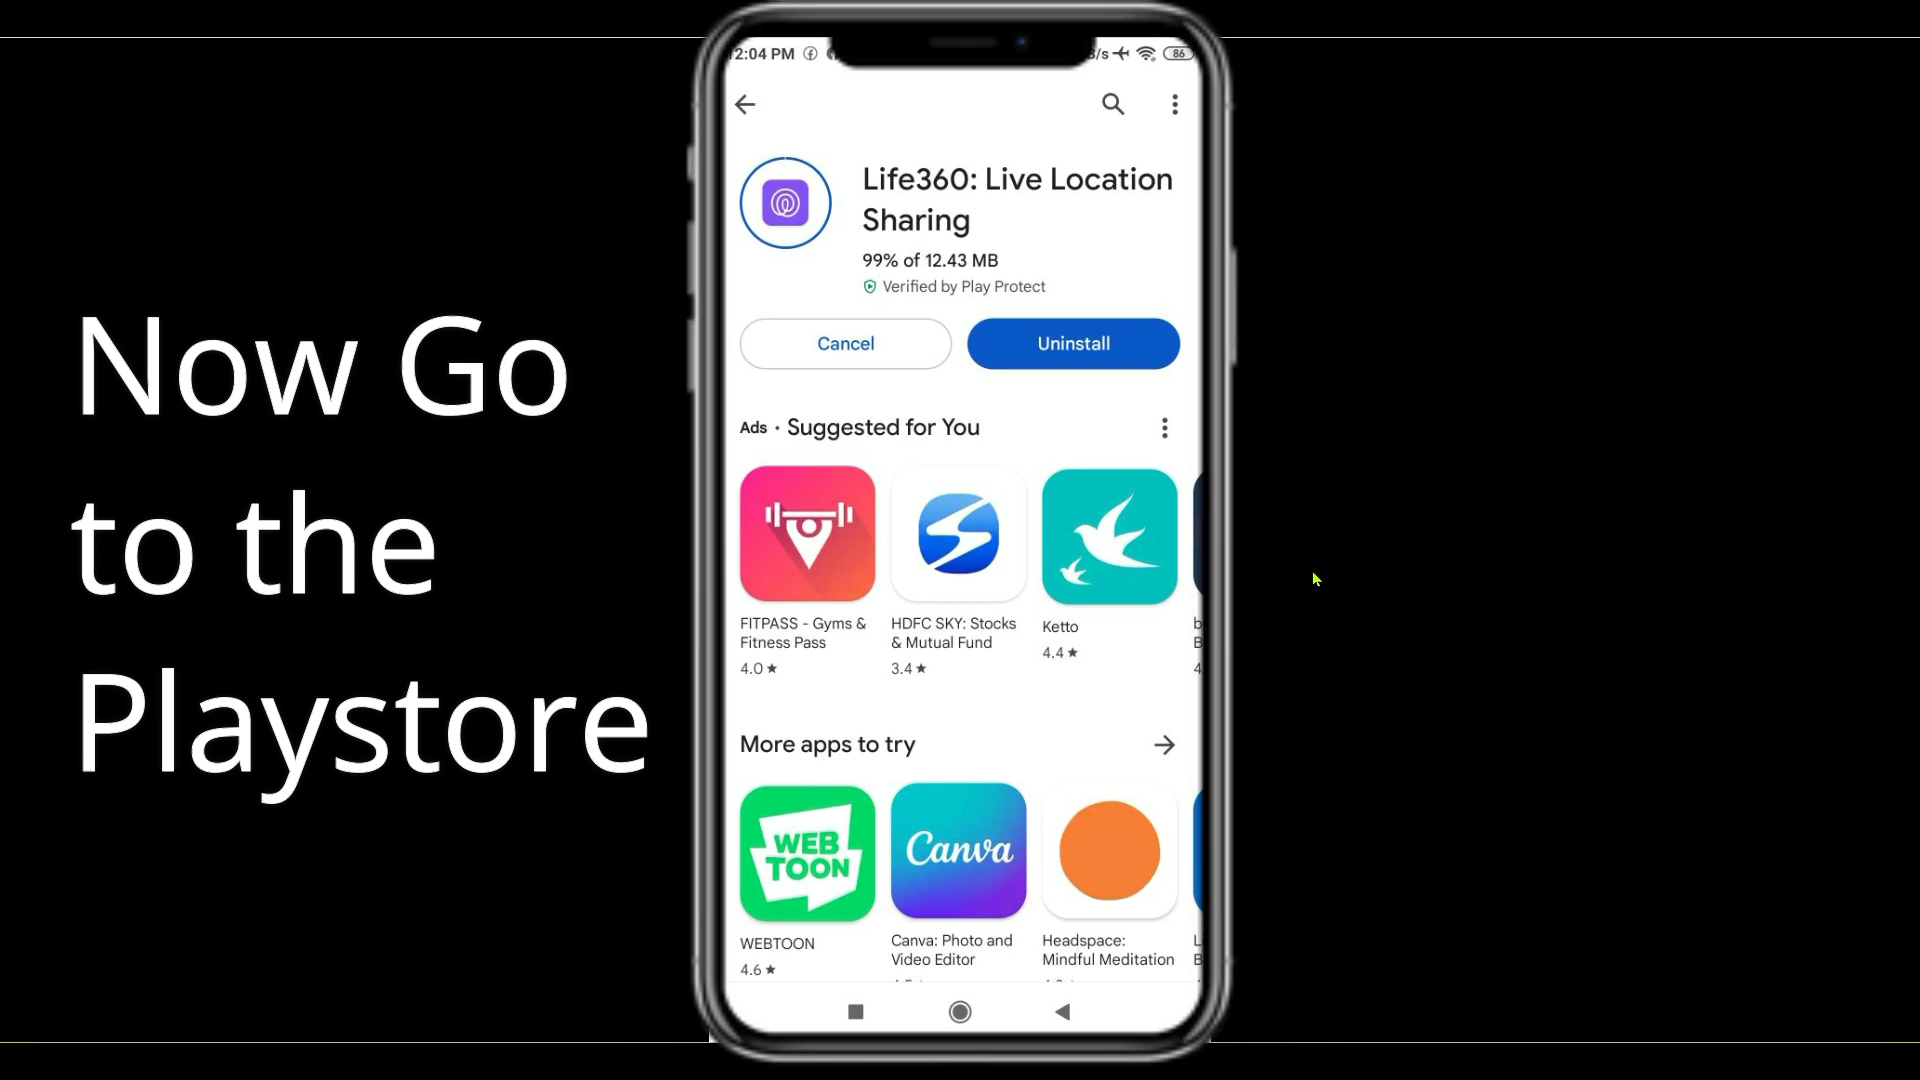 Now Go
to the
Playstore
2:04 PM
/s
86
Life360: Live Location
Sharing
99% of 12.43 MB
Verified by Play Protect
Cancel
Uninstall
Ads • Suggested for You
FITPASS - Gyms &
Fitness Pass
4.0 ★
HDFC SKY: Stocks
& Mutual Fund
3.4 ★
Ketto
4.4 ★
b
B
4
More apps to try
WEB
TOON
Canva
WEBTOON
4.6 ★
Canva: Photo and
Video Editor
Headspace:
Mindful Meditation
L
B